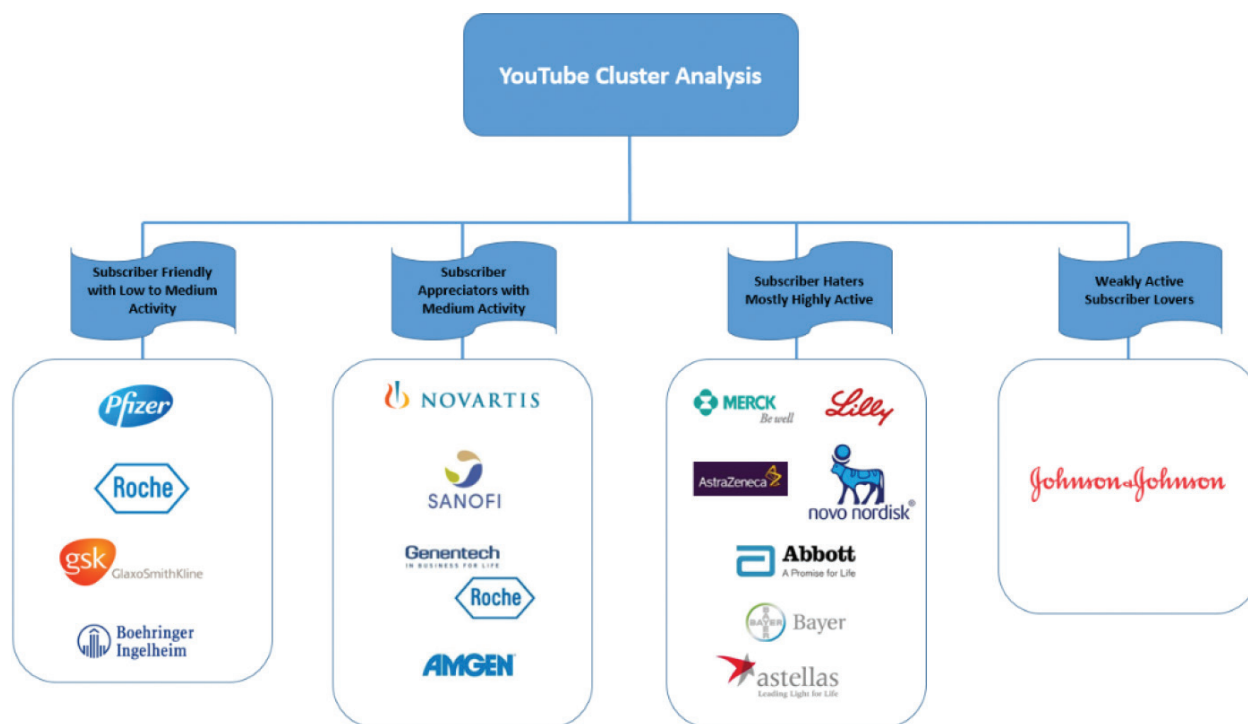 YouTube Cluster Analysis
Subscriber Friendly
with Low to Medium
Activity
Subscriber
Appreciators with
Medium Activity
Subscriber Haters
Mostly Highly Active
Weakly Active
Subscriber Lovers
Pfizer
Roche
gsk
GlaxoSmithKline
Boehringer
Ingelheim
NOVARTIS
SANOFI
Genentech
IN BUSINESS FOR LIFE
Roche
AMGEN®
MERCK
Be well
Lilly
AstraZeneca
novo nordisk®
Abbott
A Promise for Life
BAYER
BAYER
Bayer
astellas
Leading Light for Life
Johnson & Johnson